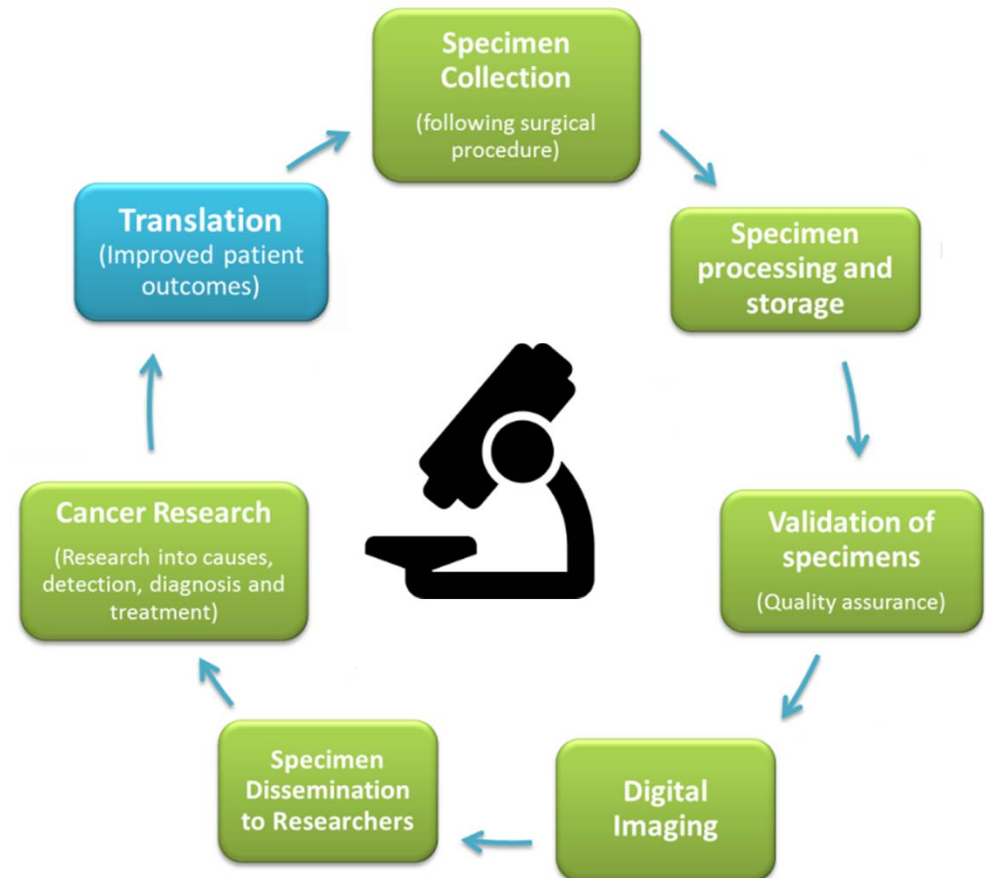 Specimen
Collection
(following surgical
procedure)
Specimen
processing and
storage
Validation of
specimens
(Quality assurance)
Digital
Imaging
Specimen
Dissemination
to Researchers
Cancer Research
(Research into causes,
detection, diagnosis and
treatment)
Translation
(Improved patient
outcomes)